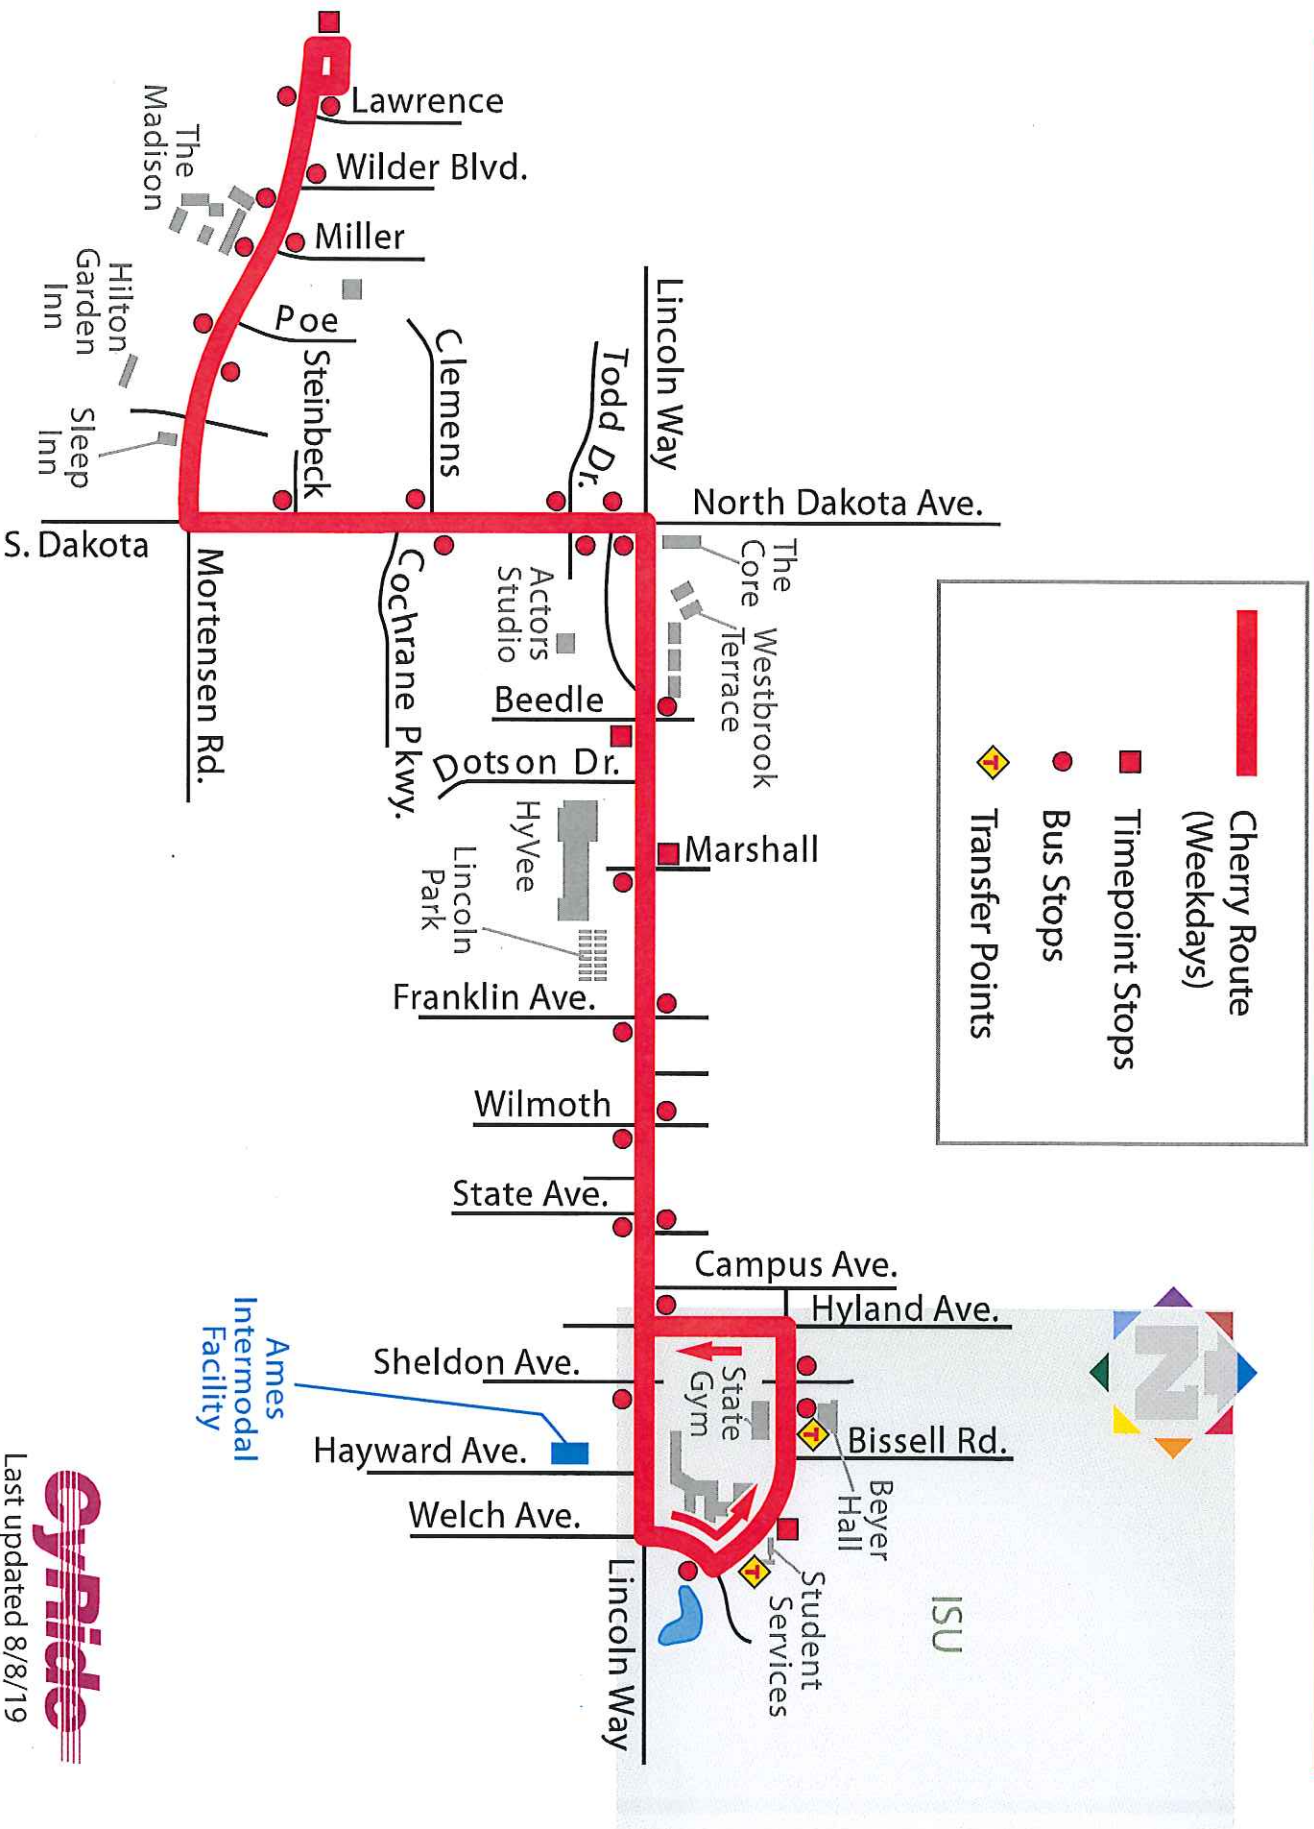 Cherry Route
(Weekdays)
Timepoint Stops
Bus Stops
T
Transfer Points
N
Lawrence
Wilder Blvd.
The
Madison
Miller
Hilton
Garden
Inn
Poe
Steinbeck
Sleep
Inn
Clemens
Todd Dr.
Lincoln Way
North Dakota Ave.
S. Dakota
Mortensen Rd.
Cochrane Pkwy.
Actors
Studio
The
Core
Westbrook
Terrace
Beedle
Dotson Dr.
HyVee
Marshall
Lincoln
Park
Franklin Ave.
Wilmoth
State Ave.
Campus Ave.
Hyland Ave.
Sheldon Ave.
State
Gym
T
Bissell Rd.
Beyer
Hall
Ames
Intermodal
Facility
Hayward Ave.
Welch Ave.
T
Student
Services
ISU
Lincoln Way
CyRide
Last updated 8/8/19